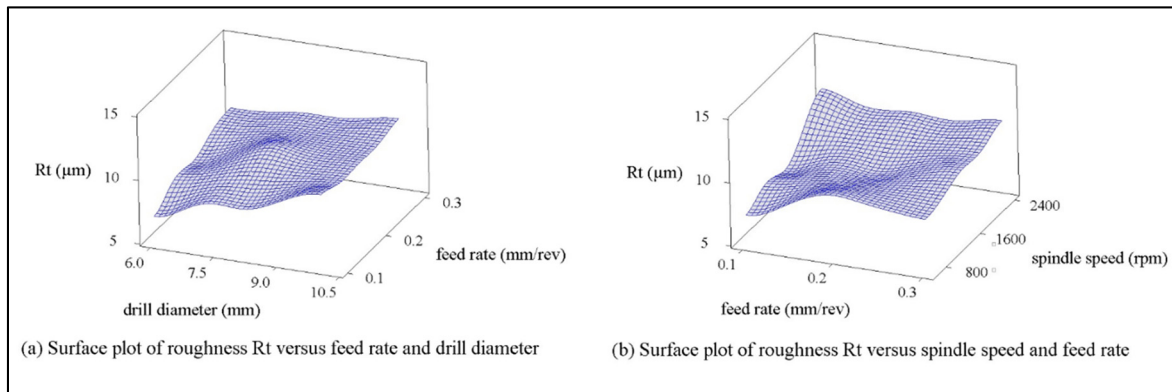 15
Rt (µm)
10
5
6.0
7.5
9.0
10.5
0.1
0.2
0.3
feed rate (mm/rev)
drill diameter (mm)
(a) Surface plot of roughness Rt versus feed rate and drill diameter
15
Rt (µm)
10
5
0.1
0.2
0.3
800
1600
2400
spindle speed (rpm)
feed rate (mm/rev)
(b) Surface plot of roughness Rt versus spindle speed and feed rate